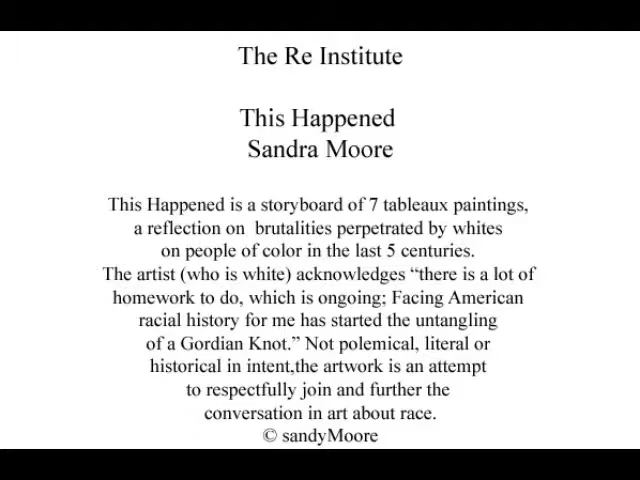 The Re Institute
This Happened
Sandra Moore
This Happened is a storyboard of 7 tableaux paintings,
a reflection on brutalities perpetrated by whites
on people of color in the last 5 centuries.
The artist (who is white) acknowledges “there is a lot of
homework to do, which is ongoing; Facing American
racial history for me has started the untangling
of a Gordian Knot.” Not polemical, literal or
historical in intent,the artwork is an attempt
to respectfully join and further the
conversation in art about race.
© sandyMoore